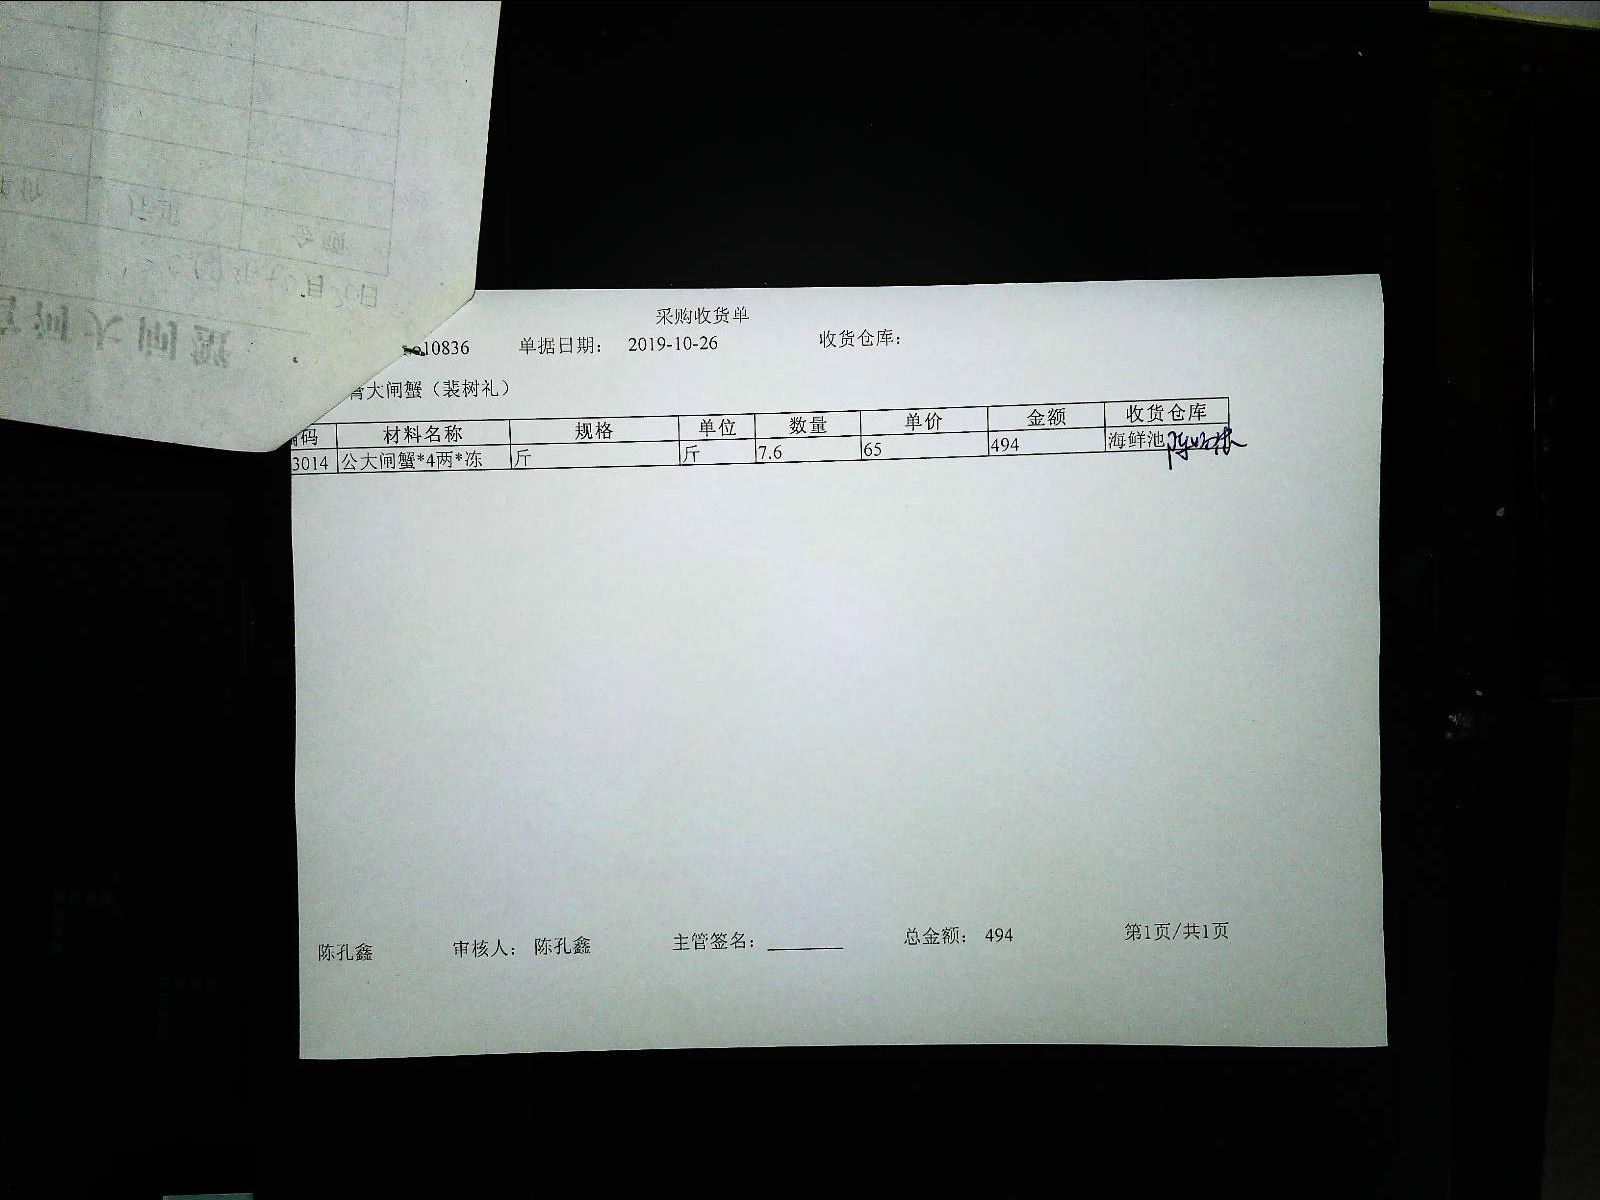 采购收货单
10836 单据日期： 2019-10-26 收货仓库：
大闸蟹（裴树礼）
码 材料名称 规格 单位 数量 单价 金额 收货仓库
3014 公大闸蟹*4两*冻 斤 斤 7.6 65 494 海鲜池
陈孔鑫 审核人： 陈孔鑫 主管签名： 总金额： 494 第1页/共1页